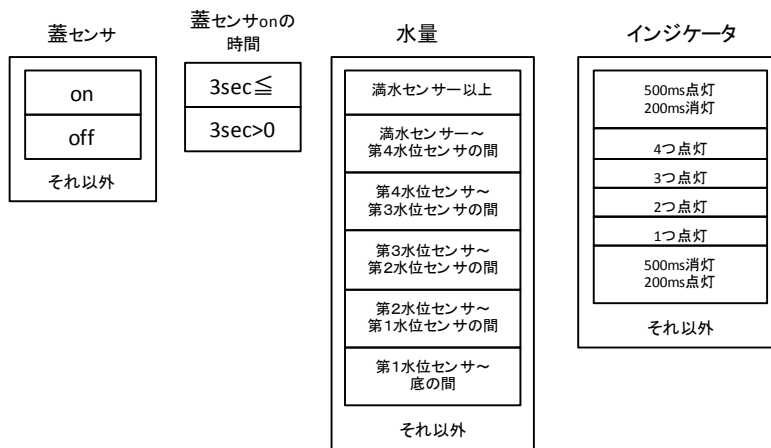 蓋センサ
on
off
それ以外
蓋センサonの
時間
3sec≦
3sec>0
水量
満水センサー以上
満水センサー～
第4水位センサの間
第4水位センサ～
第3水位センサの間
第3水位センサ～
第2水位センサの間
第2水位センサ～
第1水位センサの間
第1水位センサ～
底の間
それ以外
インジケータ
500ms点灯
200ms消灯
4つ点灯
3つ点灯
2つ点灯
1つ点灯
500ms消灯
200ms点灯
それ以外